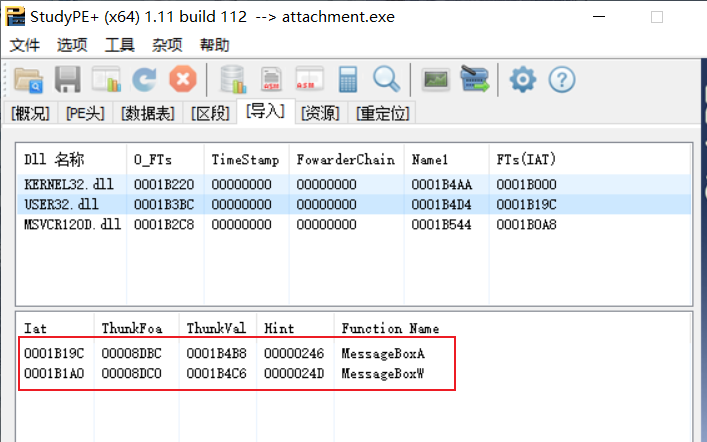 StudyPE+ (x64) 1.11 build 112 --> attachment.exe
文件 选项 工具 杂项 帮助
ASM ASM
[概况] [PE头] [数据表] [区段] [导入] [资源] [重定位]
Dll 名称 O_FTs TimeStamp FowarderChain Name1 FTs(IAT)
KERNEL32.dll 0001B220 00000000 00000000 0001B4AA 0001B000
USER32.dll 0001B3BC 00000000 00000000 0001B4D4 0001B19C
MSVCR120D.dll 0001B2C8 00000000 00000000 0001B544 0001B0A8
Iat ThunkFoa ThunkVal Hint Function Name
0001B19C 00008DBC 0001B4B8 00000246 MessageBoxA
0001B1A0 00008DC0 0001B4C6 0000024D MessageBoxW